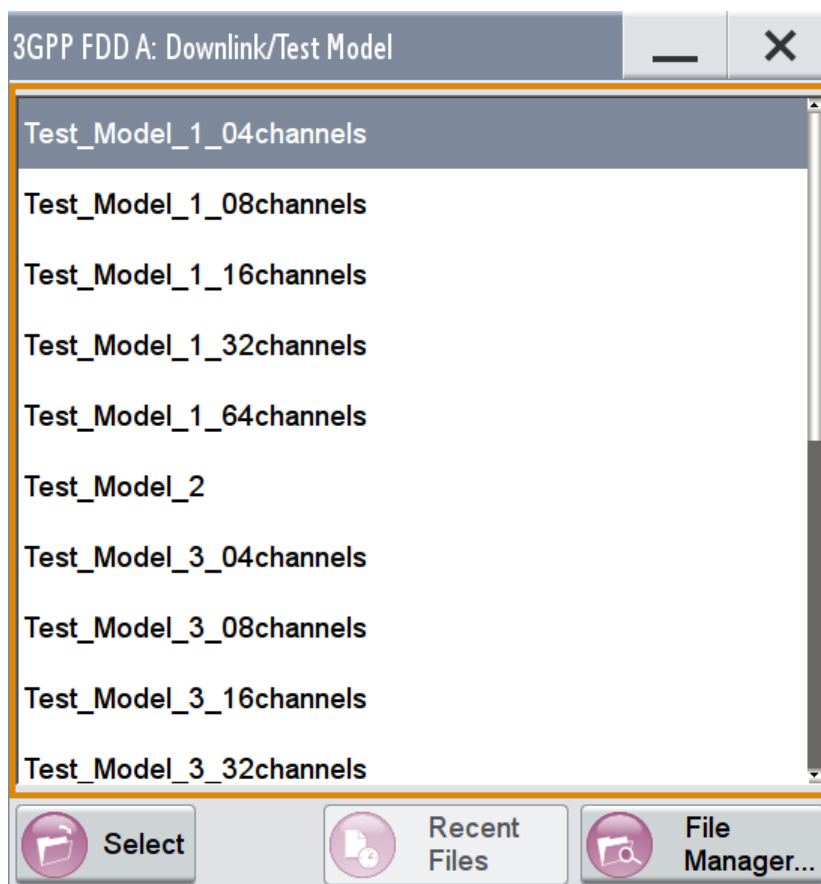 3GPP FDD A: Downlink/Test Model
Test_Model_1_04channels
Test_Model_1_08channels
Test_Model_1_16channels
Test_Model_1_32channels
Test_Model_1_64channels
Test_Model_2
Test_Model_3_04channels
Test_Model_3_08channels
Test_Model_3_16channels
Test_Model_3_32channels
Select
Recent
Files
File
Manager...